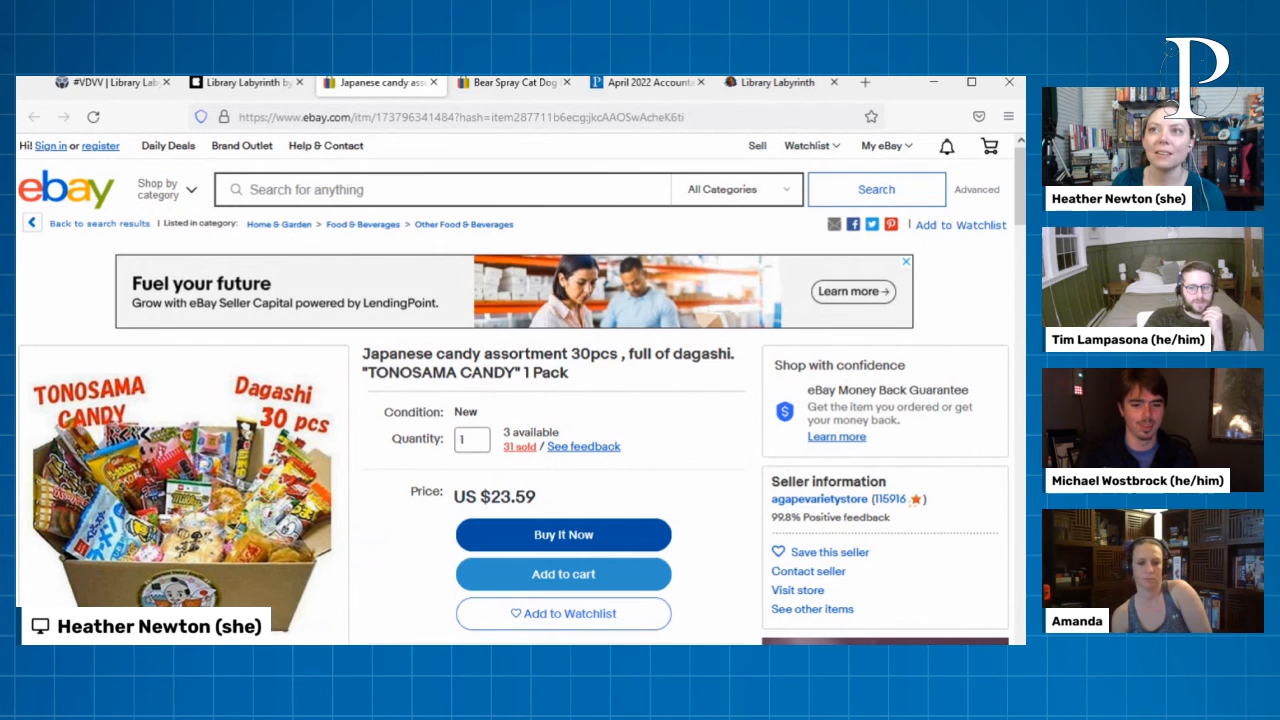 #VDVV | Library Lab
Library Labyrinth by
Japanese candy ass
Bear Spray Cat Dog
April 2022 Accounta
Library Labyrinth
https://www.ebay.com/itm/173796341484?hash=item287711b6ecg:jkcAAOSwAcheK6ti
Hi! Sign in or register
Daily Deals
Brand Outlet
Help & Contact
Sell
Watchlist
My eBay
ebay
Shop by
category
Search for anything
All Categories
Search
Advanced
Back to search results
| Listed in category:
Home & Garden > Food & Beverages > Other Food & Beverages
| Add to Watchlist
Fuel your future
Grow with eBay Seller Capital powered by LendingPoint.
Learn more →
TONOSAMA
CANDY
Dagashi
30 pcs
Japanese candy assortment 30pcs , full of dagashi.
"TONOSAMA CANDY" 1 Pack
Condition: New
Quantity: 1
3 available
31 sold / See feedback
Price: US $23.59
Buy It Now
Add to cart
Add to Watchlist
Shop with confidence
eBay Money Back Guarantee
Get the item you ordered or get
your money back.
Learn more
Seller information
agapevarietystore (115916 )
99.8% Positive feedback
Save this seller
Contact seller
Visit store
See other items
Heather Newton (she)
P
Heather Newton (she)
Tim Lampasona (he/him)
Michael Wostbrock (he/him)
Amanda